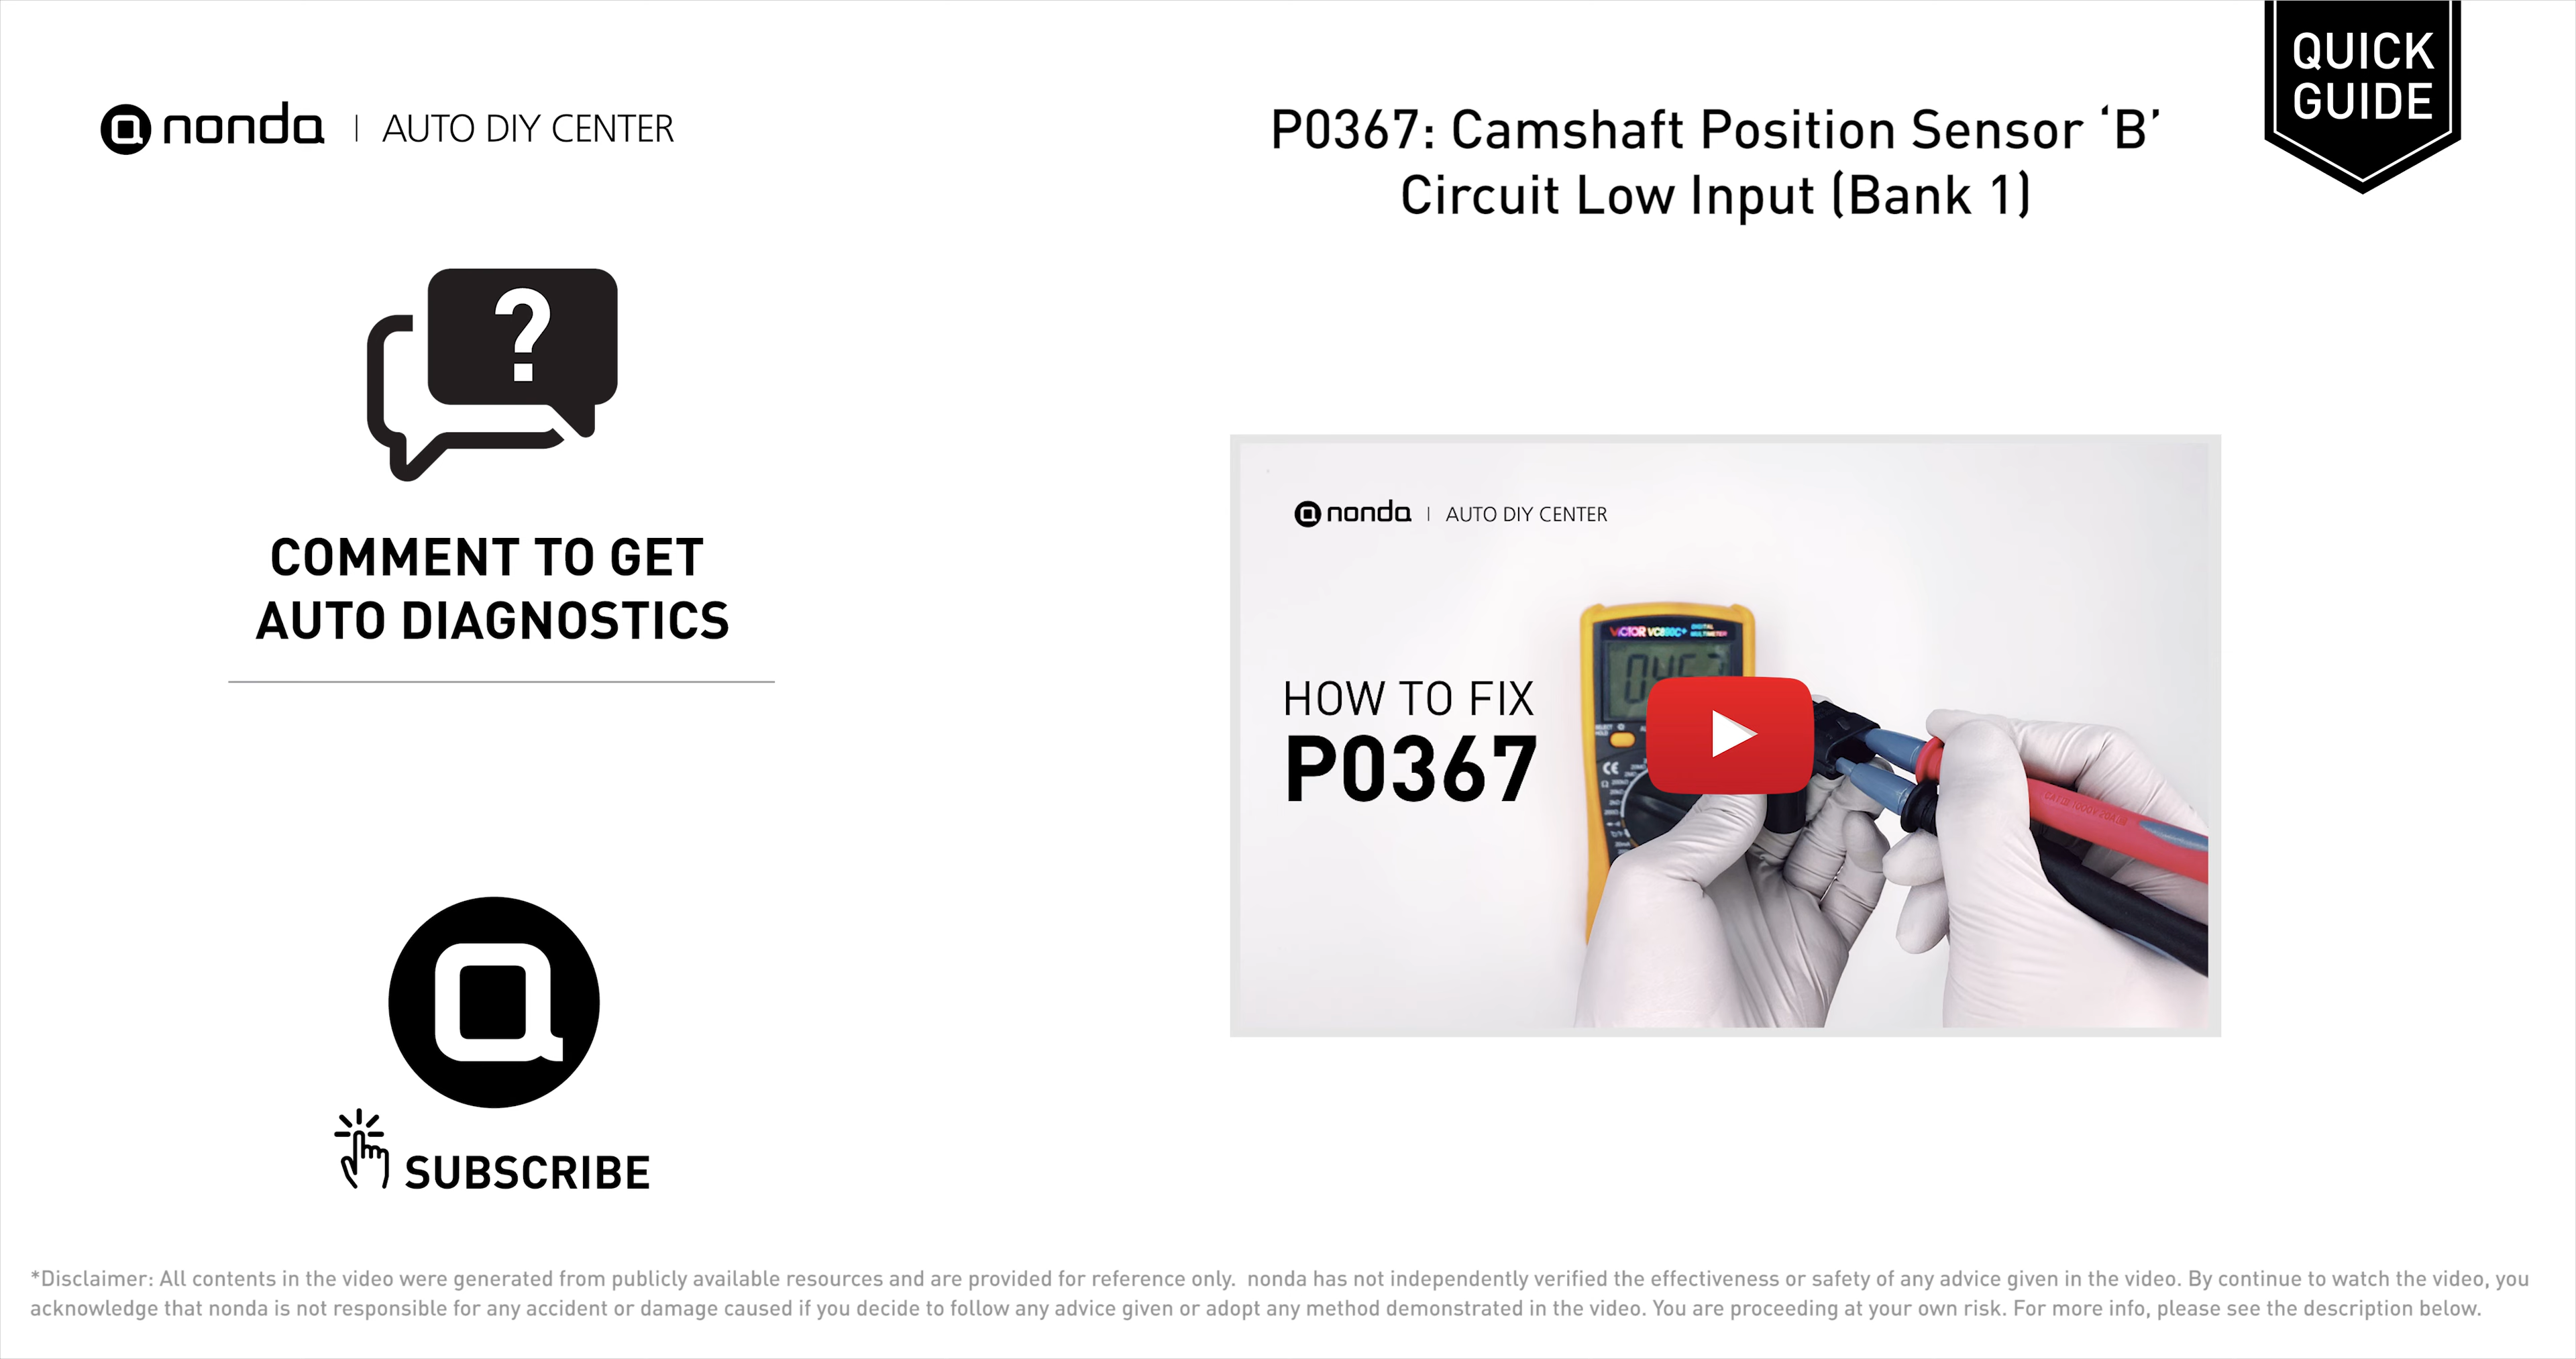 QUICK
GUIDE
nonda | AUTO DIY CENTER
P0367: Camshaft Position Sensor ‘B’
Circuit Low Input (Bank 1)
?
COMMENT TO GET
AUTO DIAGNOSTICS
nonda | AUTO DIY CENTER
VICTOR VC890C+ DIGITAL
MULTIMETER
HOW TO FIX
P0367
SUBSCRIBE
*Disclaimer: All contents in the video were generated from publicly available resources and are provided for reference only. nonda has not independently verified the effectiveness or safety of any advice given in the video. By continue to watch the video, you
acknowledge that nonda is not responsible for any accident or damage caused if you decide to follow any advice given or adopt any method demonstrated in the video. You are proceeding at your own risk. For more info, please see the description below.